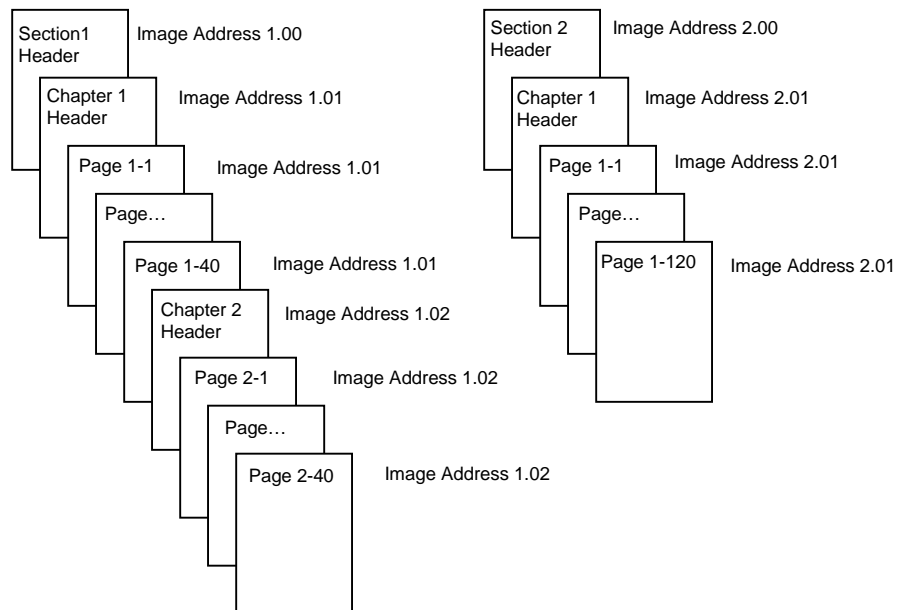 Section1
Header
Image Address 1.00
Chapter 1
Header
Image Address 1.01
Page 1-1
Image Address 1.01
Page…
Page 1-40
Image Address 1.01
Chapter 2
Header
Image Address 1.02
Page 2-1
Image Address 1.02
Page…
Page 2-40
Image Address 1.02
Section 2
Header
Image Address 2.00
Chapter 1
Header
Image Address 2.01
Page 1-1
Image Address 2.01
Page…
Page 1-120
Image Address 2.01